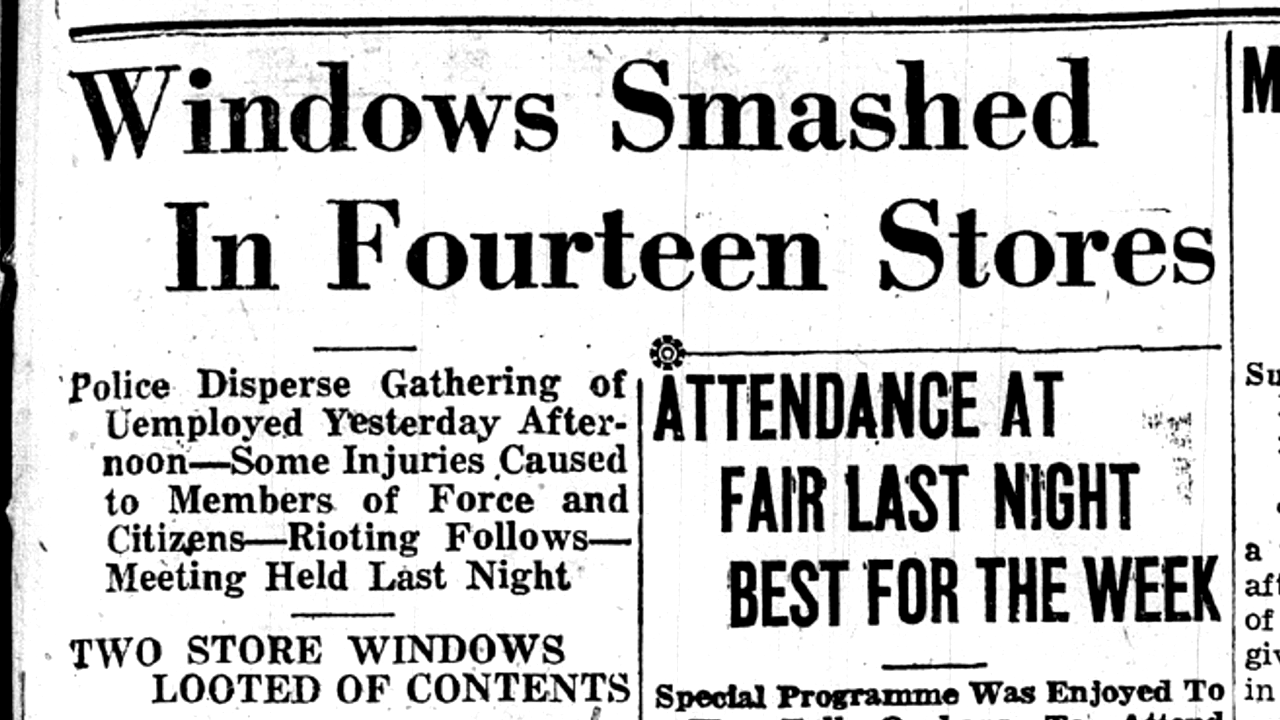 Windows Smashed
In Fourteen Stores
Police Disperse Gathering of
Uemployed Yesterday After-
noon—Some Injuries Caused
to Members of Force and
Citizens—Rioting Follows—
Meeting Held Last Night
TWO STORE WINDOWS
LOOTED OF CONTENTS
ATTENDANCE AT
FAIR LAST NIGHT
BEST FOR THE WEEK
Special Programme Was Enjoyed To
M
Su
a
aft
of
giv
in